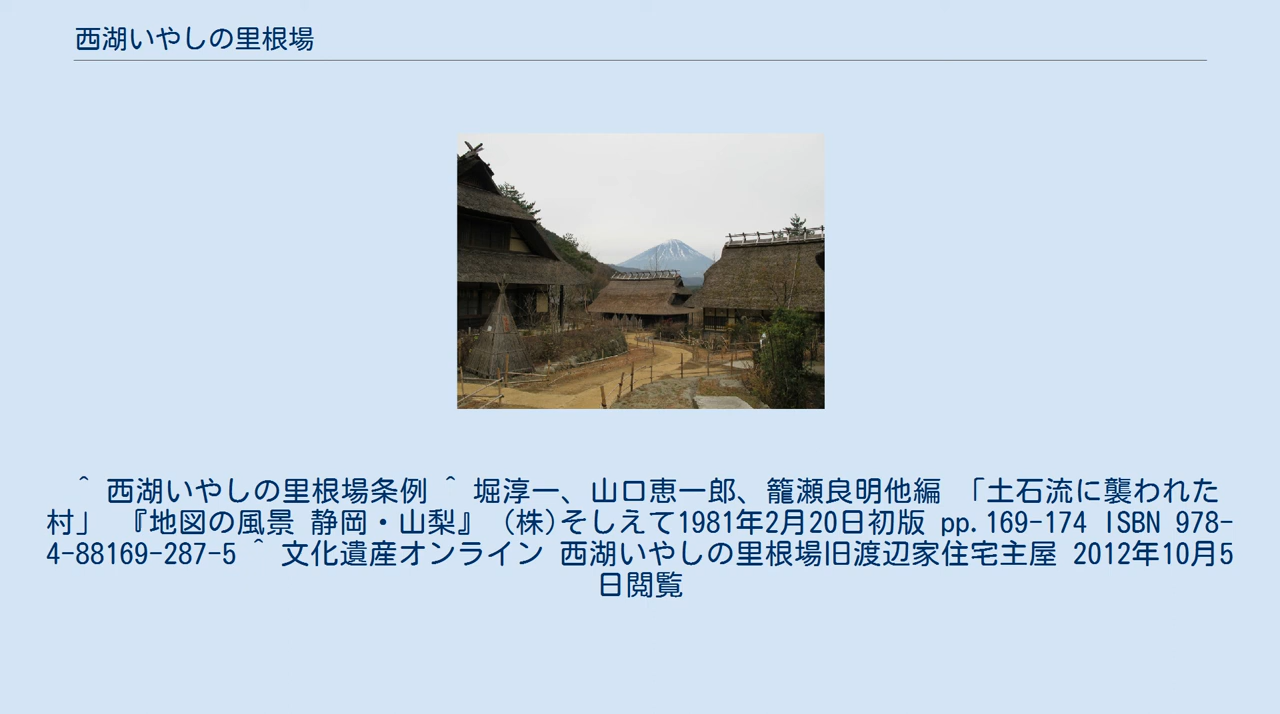 西湖いやしの里根場
^ 西湖いやしの里根場条例 ^ 堀淳一、山口恵一郎、籠瀬良明他編 「土石流に襲われた
村」 『地図の風景 静岡・山梨』 (株)そしえて1981年2月20日初版 pp.169-174 ISBN 978-
4-88169-287-5 ^ 文化遺産オンライン 西湖いやしの里根場旧渡辺家住宅主屋 2012年10月5
日閲覧